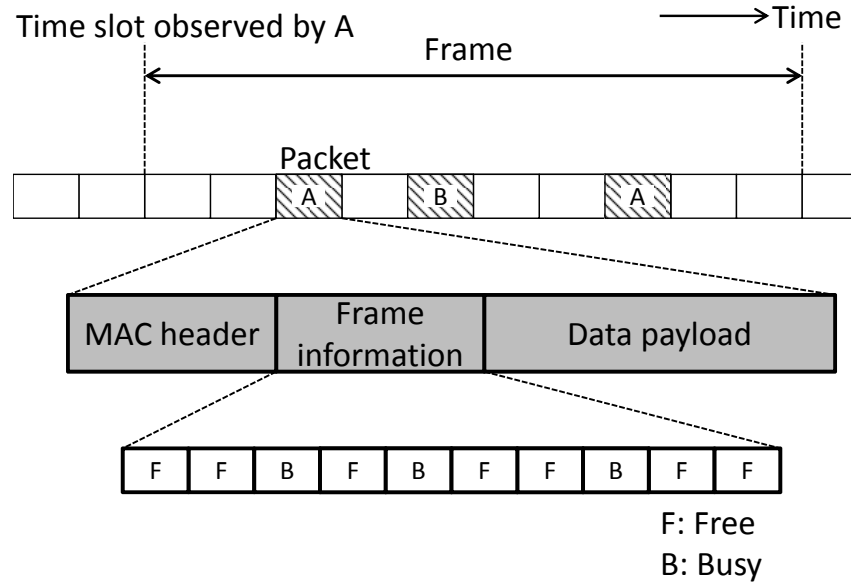 Time slot observed by A
Time
Frame
Packet
A B A
MAC header
Frame
information
Data payload
F F B F B F F B F F
F: Free
B: Busy